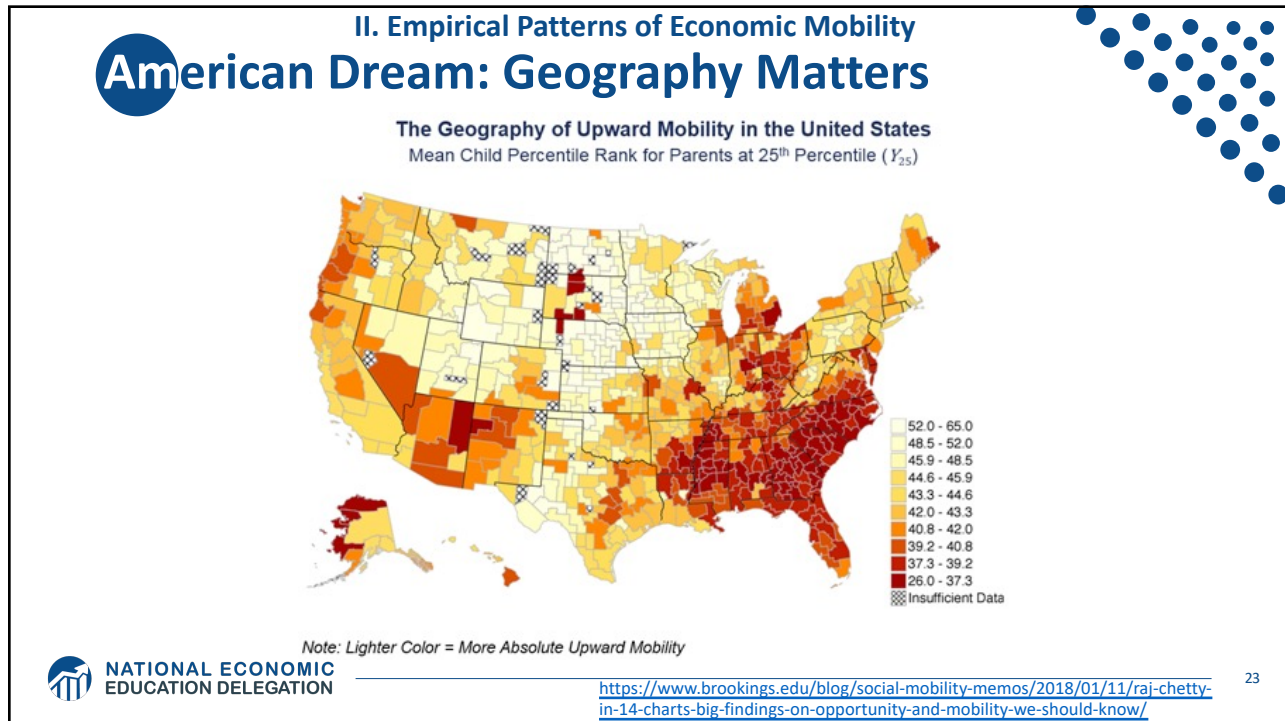 II. Empirical Patterns of Economic Mobility
American Dream: Geography Matters
The Geography of Upward Mobility in the United States
Mean Child Percentile Rank for Parents at 25th Percentile (Y25)
52.0 - 65.0
48.5 - 52.0
45.9 - 48.5
44.6 - 45.9
43.3 - 44.6
42.0 - 43.3
40.8 - 42.0
39.2 - 40.8
37.3 - 39.2
26.0 - 37.3
Insufficient Data
Note: Lighter Color = More Absolute Upward Mobility
NATIONAL ECONOMIC
EDUCATION DELEGATION
https://www.brookings.edu/blog/social-mobility-memos/2018/01/11/raj-chetty-
in-14-charts-big-findings-on-opportunity-and-mobility-we-should-know/
23